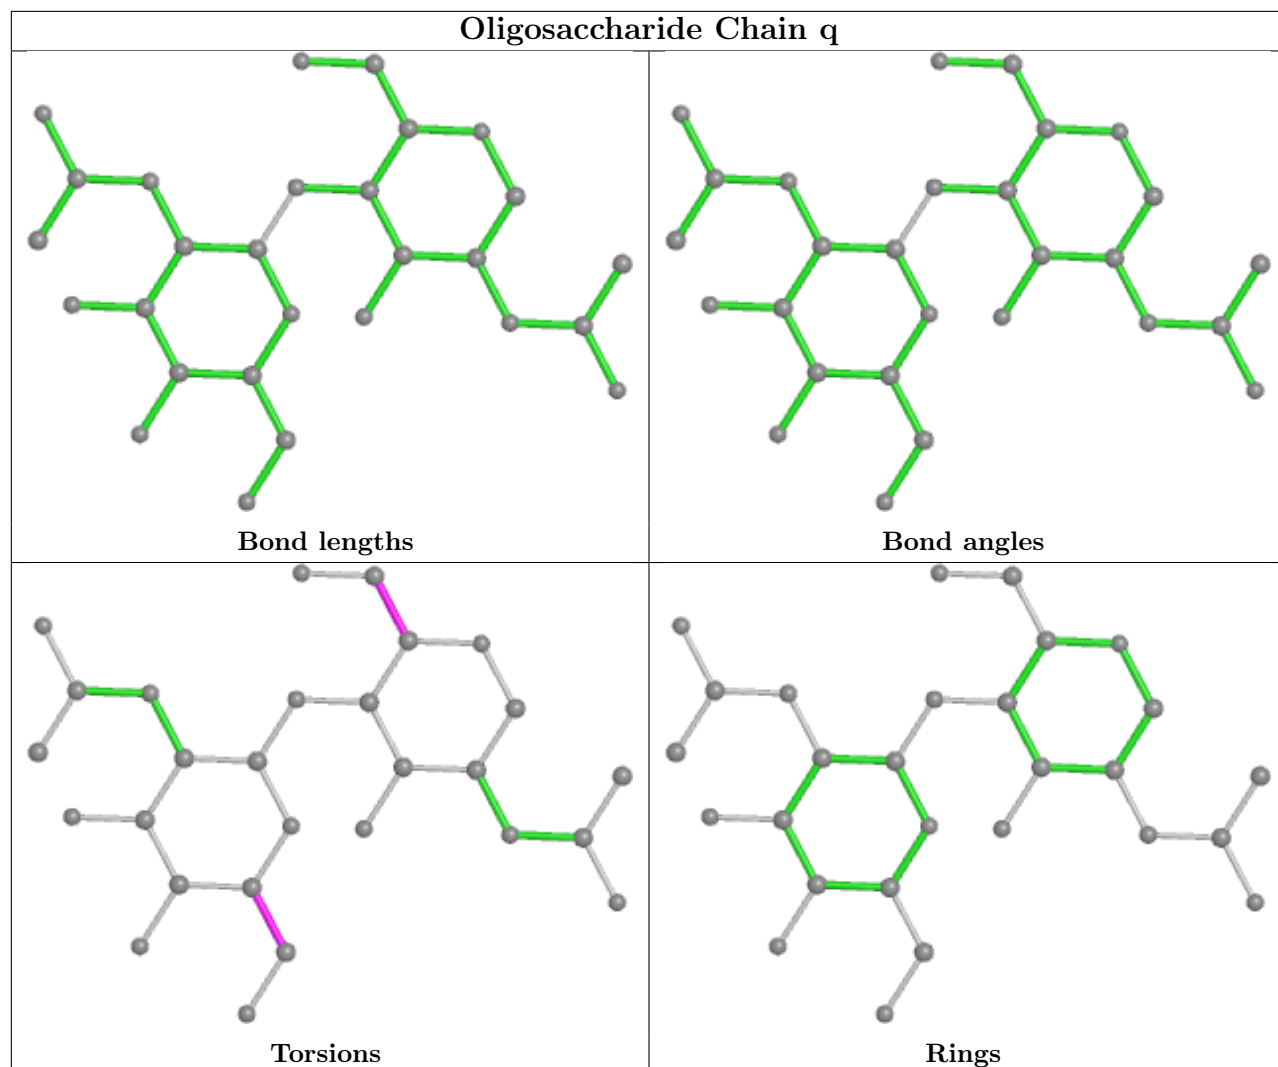 Oligosaccharide Chain q
Bond lengths
Bond angles
Torsions
Rings